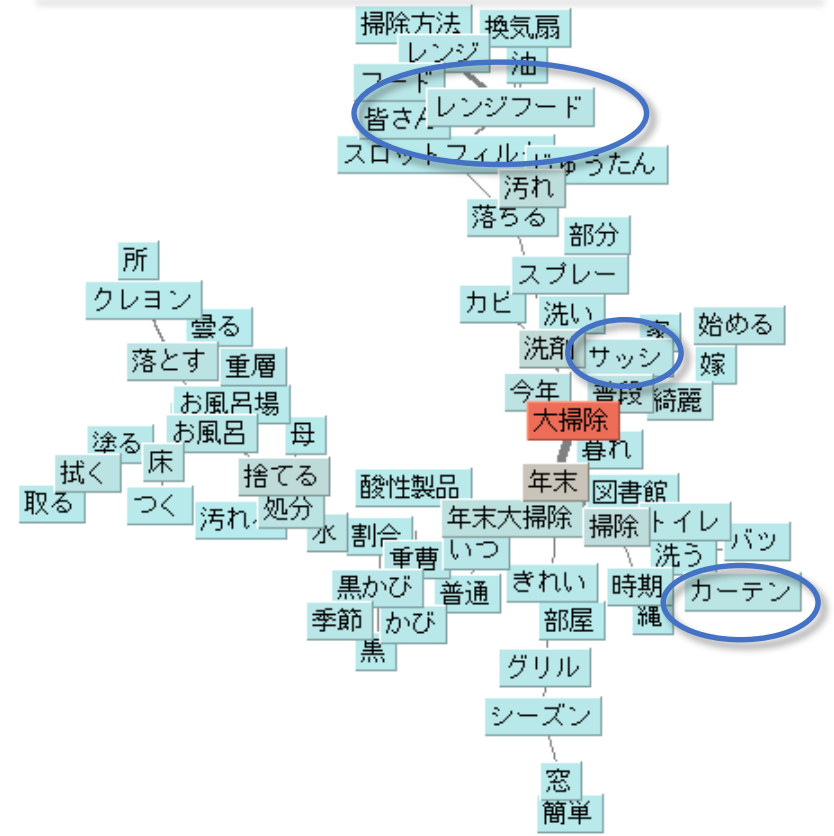 掃除方法
換気扇
レンジ
油
フード
レンジフード
皆さん
スロットフィルター
じゅうたん
汚れ
落ちる
部分
所
スプレー
クレヨン
カビ
洗い
曇る
家
始める
洗剤
サッシ
落とす
重層
嫁
今年
普段
綺麗
お風呂場
大掃除
お風呂
母
塗る
暮れ
床
拭く
捨てる
年末
酸性製品
図書館
取る
つく
処分
汚れ
年末大掃除
掃除
トイレ
水
割合
いつ
バツ
重曹
洗う
黒かび
普通
きれい
時期
カーテン
季節
かび
部屋
縄
黒
グリル
シーズン
窓
簡単